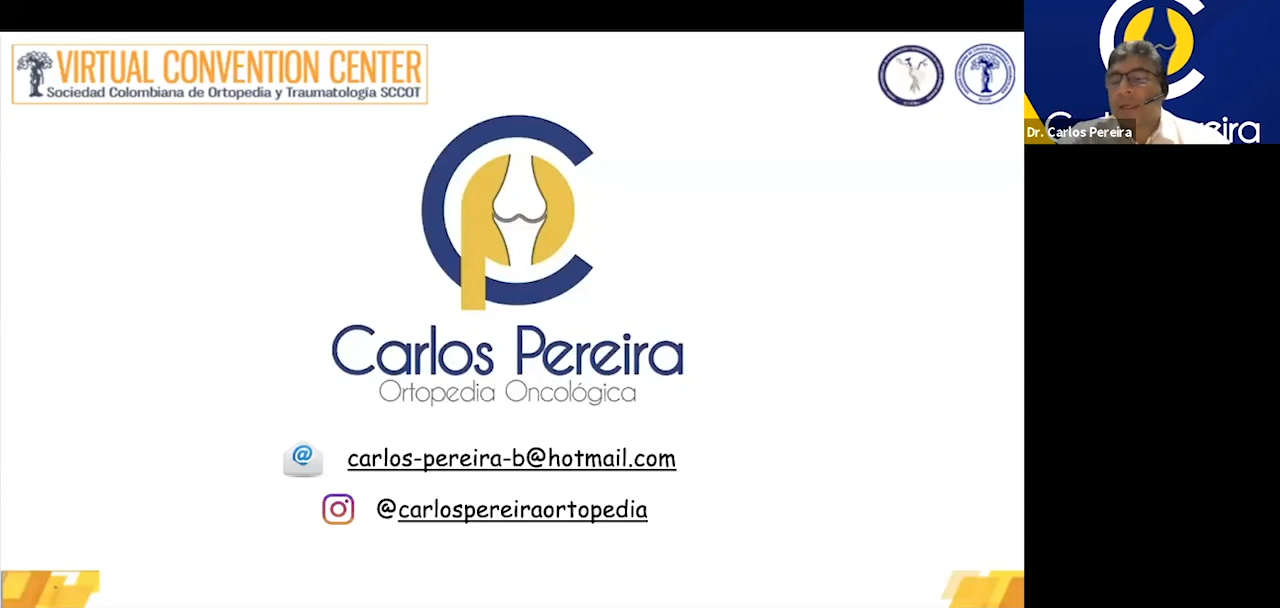 VIRTUAL CONVENTION CENTER
Sociedad Colombiana de Ortopedia y Traumatología SCCOT
Carlos Pereira
Ortopedia Oncológica
carlos-pereira-b@hotmail.com
@carlospereiraortopedia
Dr. Carlos Pereira